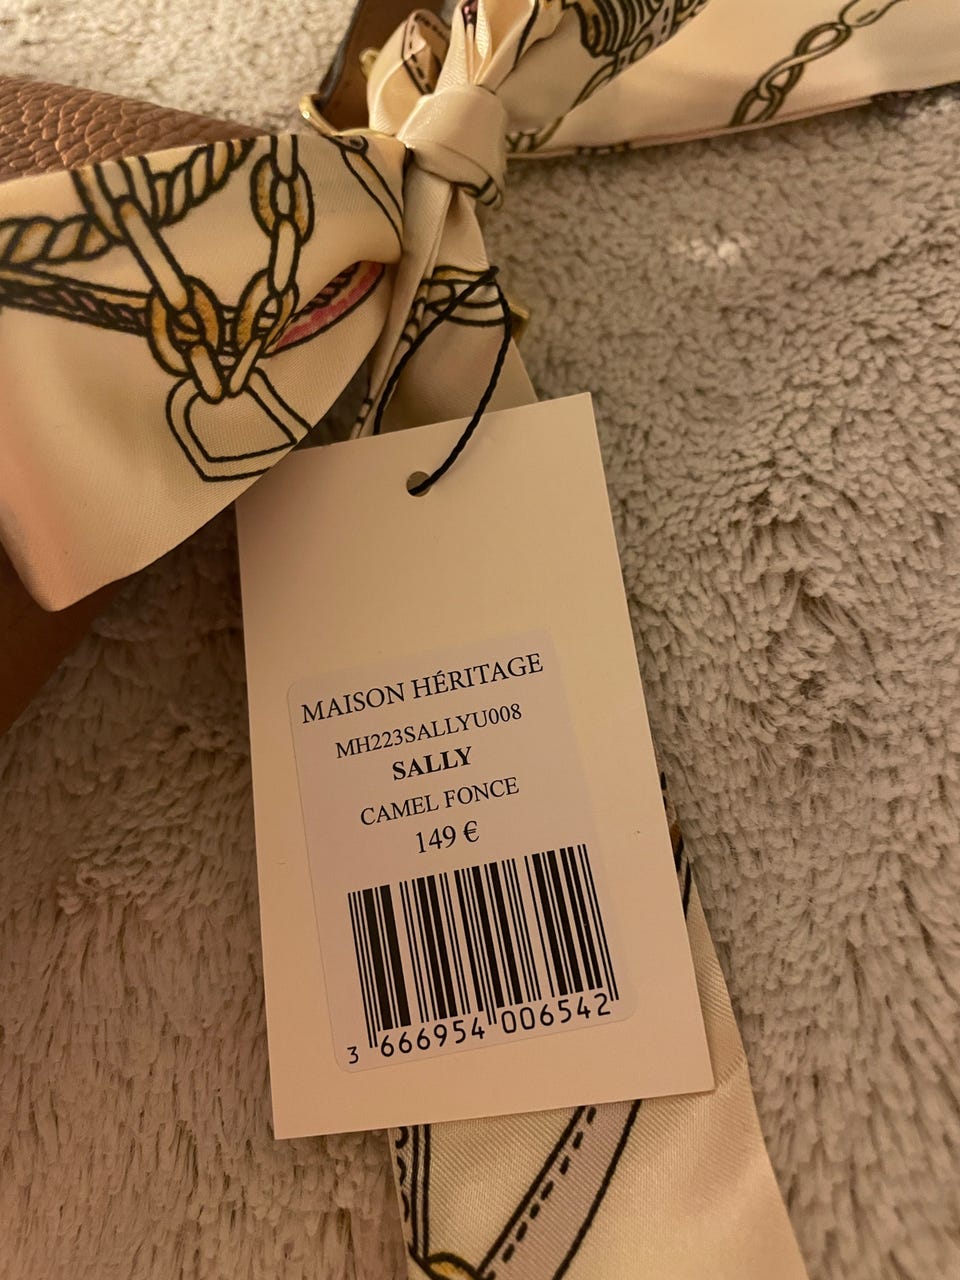 MAISON HÉRITAGE
MH223SALLYU008
SALLY
CAMEL FONCE
149 €
3 666954 006542